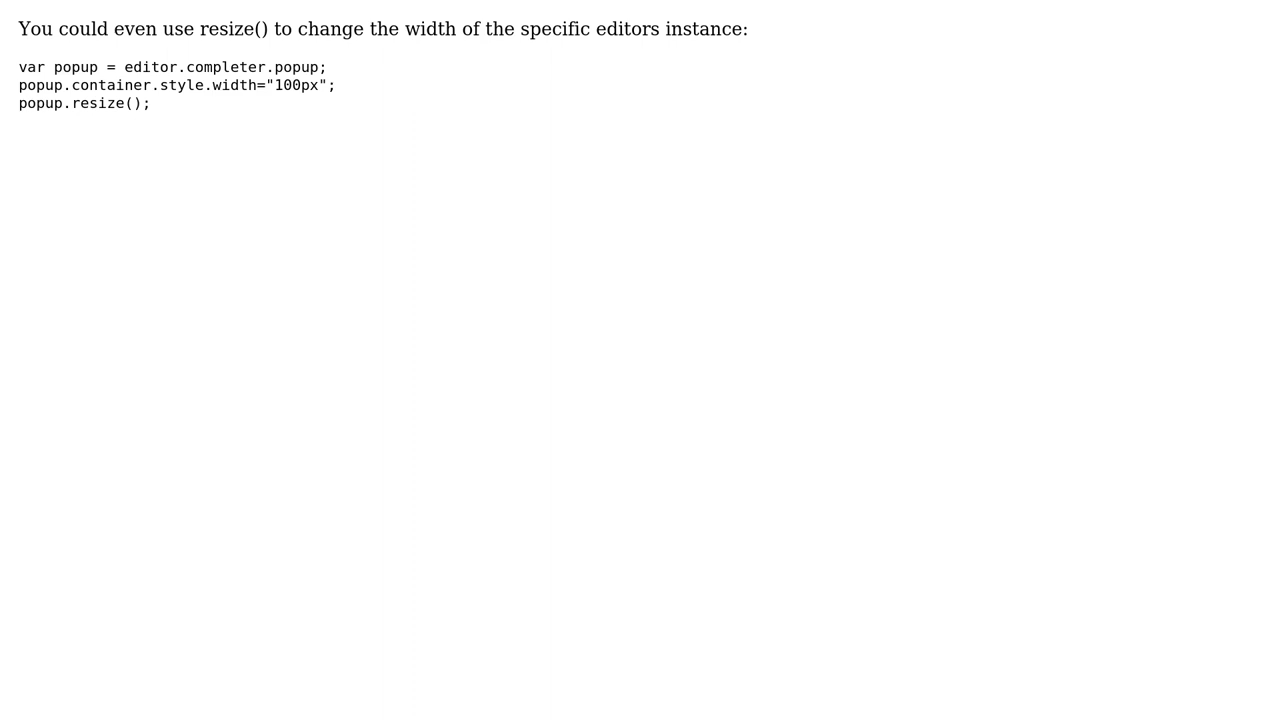 You could even use resize() to change the width of the specific editors instance:
var popup = editor.completer.popup;
popup.container.style.width="100px";
popup.resize();